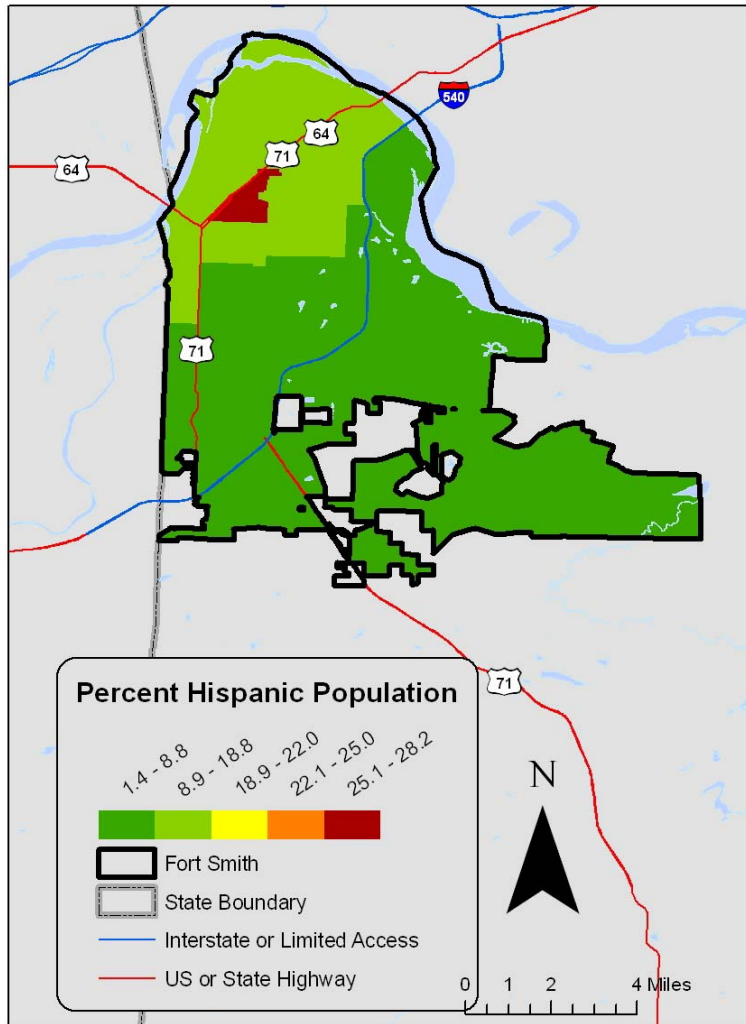 540
64
71
64
71
71
Percent Hispanic Population
1.4 - 8.8
8.9 - 18.8
18.9 - 22.0
22.1 - 25.0
25.1 - 28.2
Fort Smith
State Boundary
Interstate or Limited Access
US or State Highway
N
0 1 2 4 Miles